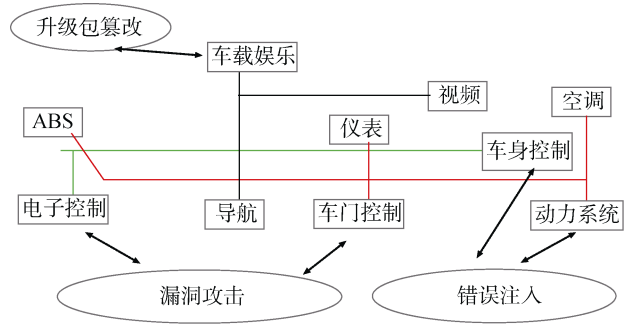 升级包篡改
车载娱乐
视频
空调
ABS
仪表
车身控制
电子控制
导航
车门控制
动力系统
漏洞攻击
错误注入